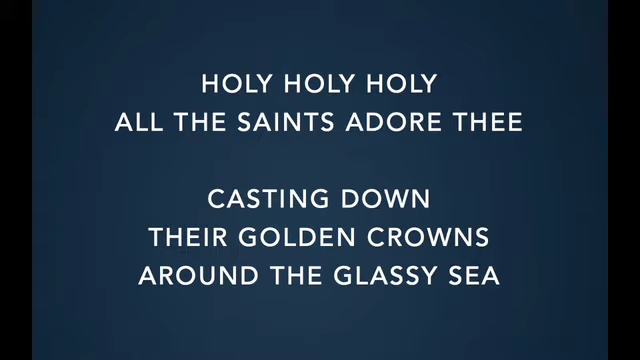 HOLY HOLY HOLY
ALL THE SAINTS ADORE THEE
CASTING DOWN
THEIR GOLDEN CROWNS
AROUND THE GLASSY SEA